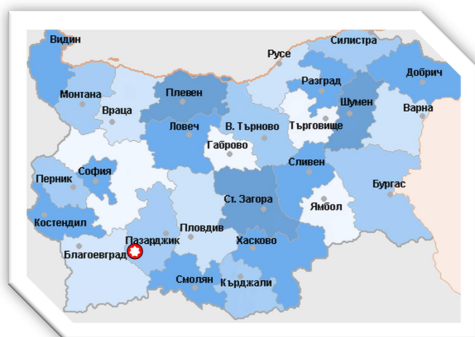 Видин
Силистра
Русе
Монтана
Плевен
Разград
Добрич
Враца
Шумен
Варна
Ловеч
В. Търново
Търговище
Габрово
София
Перник
Сливен
Бургас
Костендил
Ст. Загора
Ямбол
Пловдив
Пазарджик
Хасково
Благоевград
Смолян
Кърджали